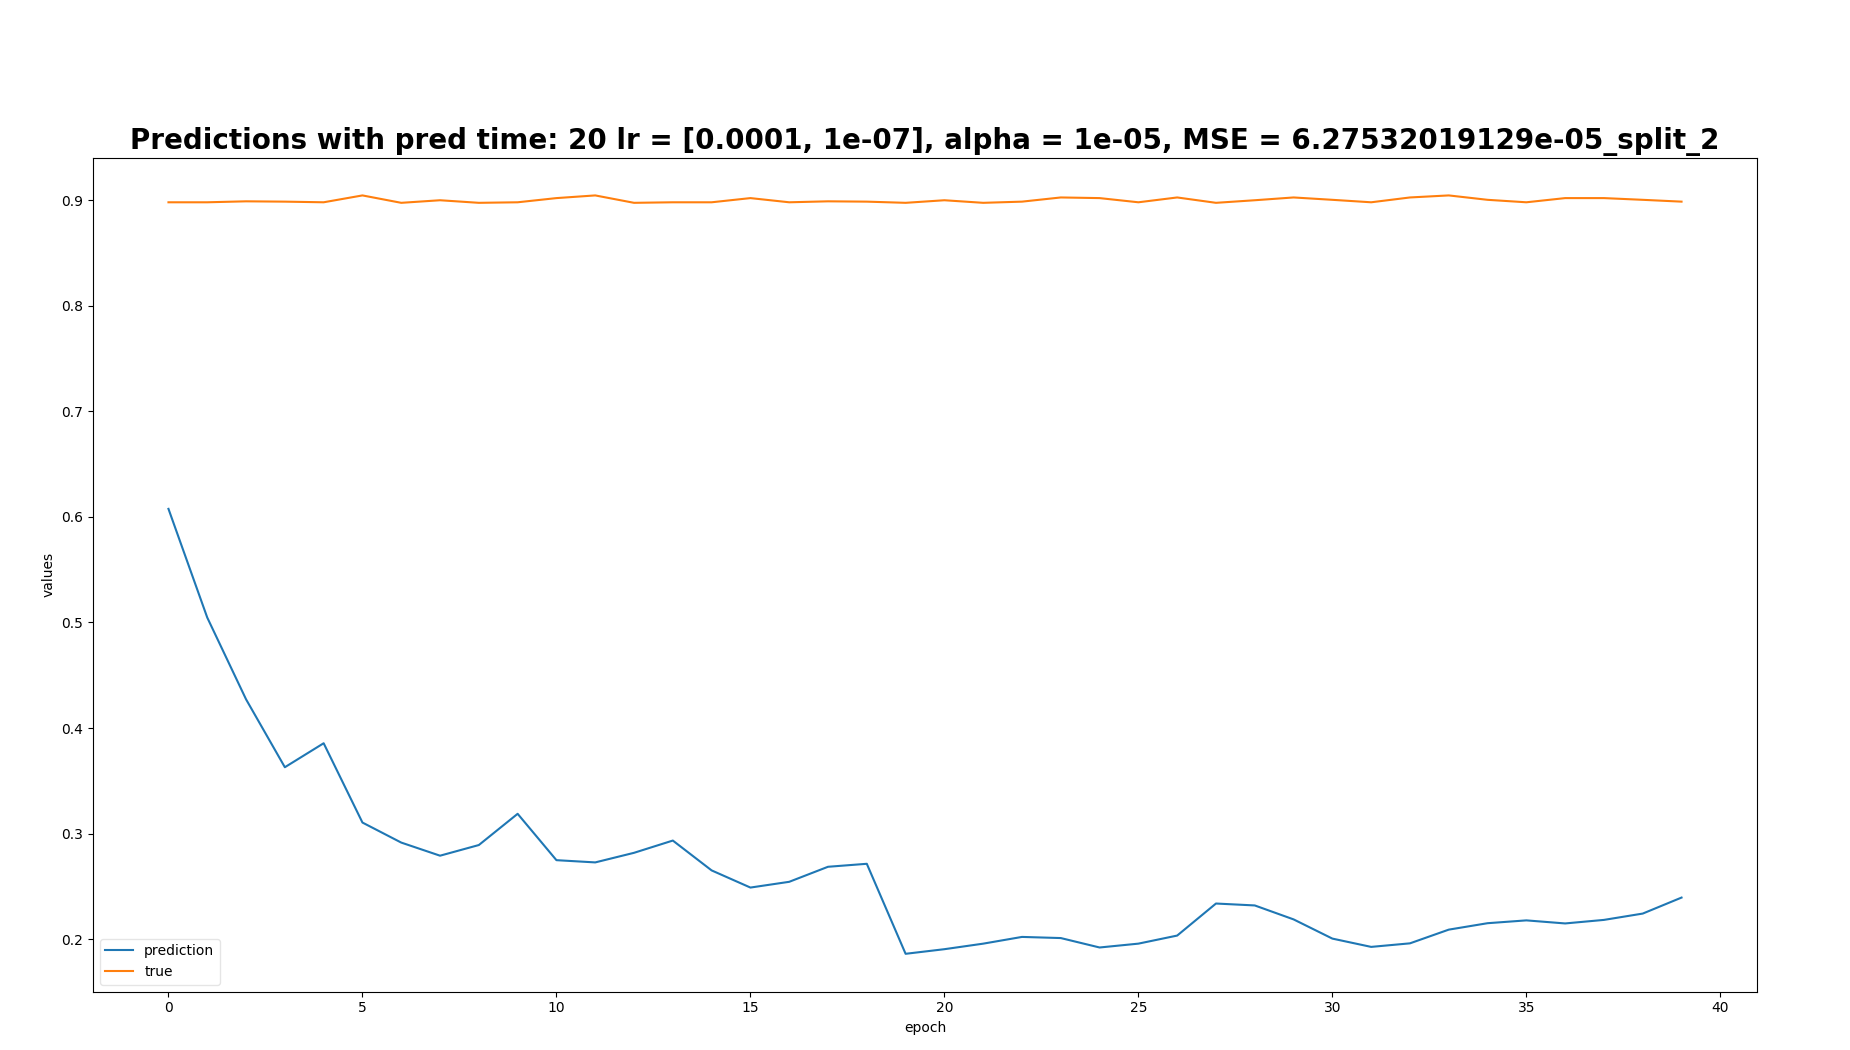 Predictions with pred time: 20 lr = [0.0001, 1e-07], alpha = 1e-05, MSE = 6.27532019129e-05_split_2
0.9
0.8
0.7
0.6
0.5
0.4
0.3
0.2
values
prediction
true
0 5 10 15 20 25 30 35 40
epoch